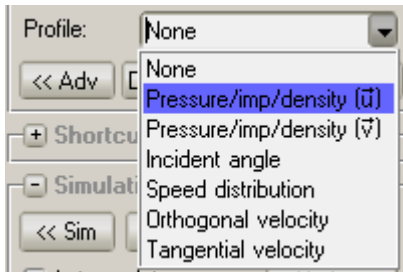 Profile: None
<< Adv
None
Pressure/imp/density (u⃗)
Pressure/imp/density (v⃗)
Shortcu
Incident angle
Simulati
Speed distribution
Orthogonal velocity
<< Sim
Tangential velocity